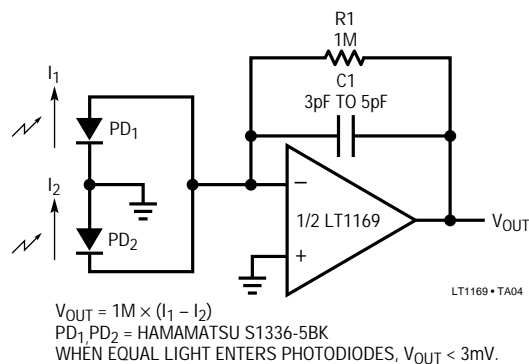 R1
1M
C1
3pF TO 5pF
I1
PD1
I2
PD2
–
1/2 LT1169
+
VOUT
LT1169 • TA04
VOUT = 1M × (I1 – I2)
PD1,PD2 = HAMAMATSU S1336-5BK
WHEN EQUAL LIGHT ENTERS PHOTODIODES, VOUT < 3mV.